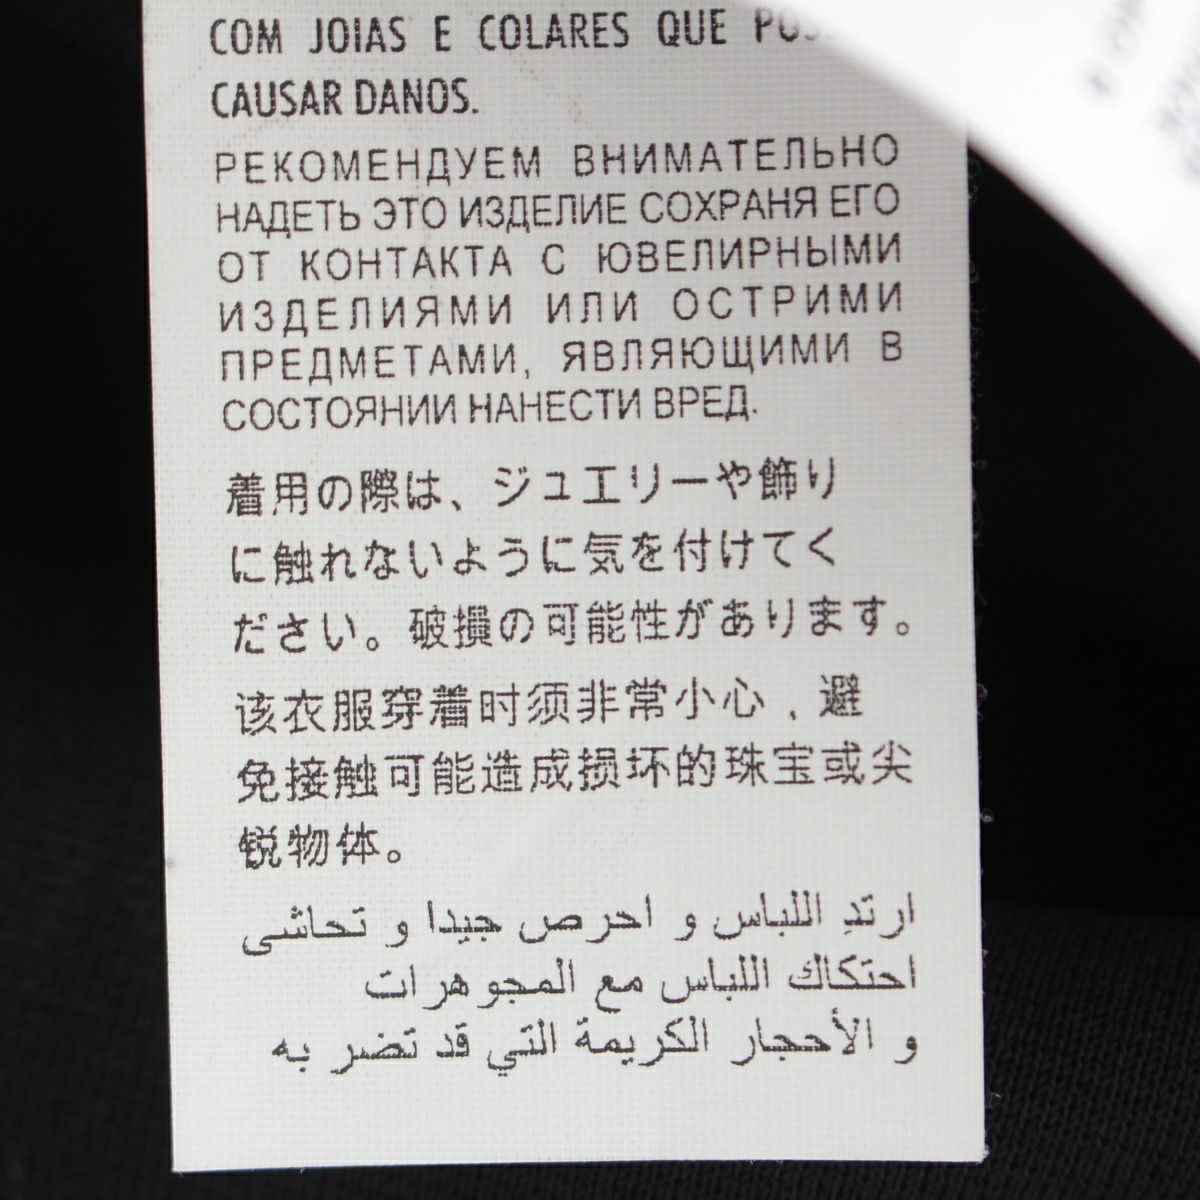 COM JOIAS E COLARES QUE
CAUSAR DANOS.
РЕКОМЕНДУЕМ ВНИМАТЕЛЬНО
НАДЕТЬ ЭТО ИЗДЕЛИЕ СОХРАНЯ ЕГО
ОТ КОНТАКТА С ЮВЕЛИРНЫМИ
ИЗДЕЛИЯМИ ИЛИ ОСТРИМИ
ПРЕДМЕТАМИ, ЯВЛЯЮЩИМИ В
СОСТОЯНИИ НАНЕСТИ ВРЕД.
着用の際は、ジュエリーや飾り
に触れないように気を付けてく
ださい。破損の可能性があります。
该衣服穿着时须非常小心，避
免接触可能造成损坏的珠宝或尖
锐物体。
ارتدِ اللباس و احرص جيدا و تحاشى
احتكاك اللباس مع المجوهرات
و الأحجار الكريمة التي قد تضر به